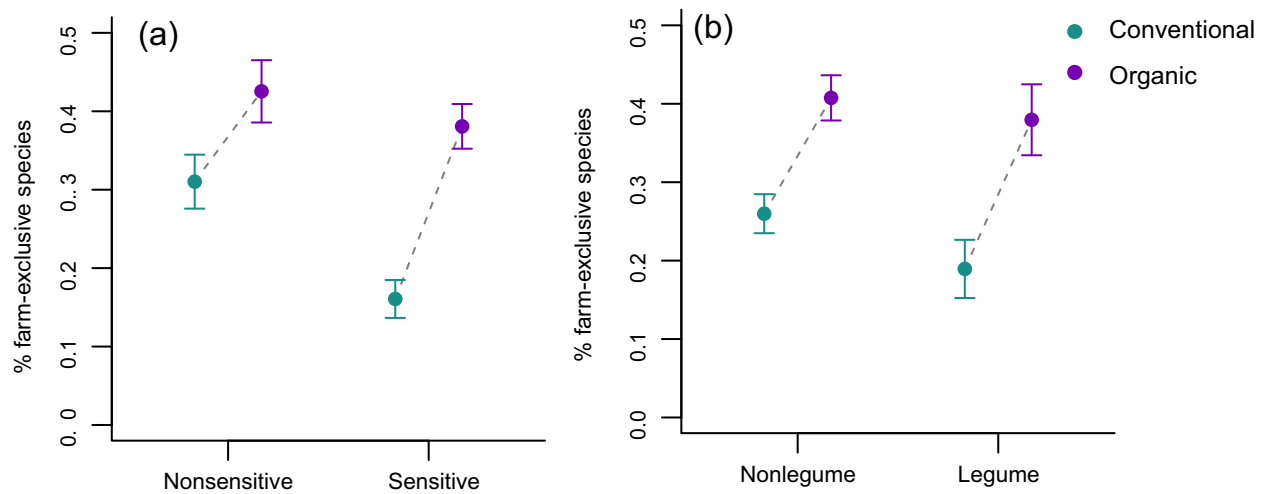 (a)
% farm-exclusive species
0.5
0.4
0.3
0.2
0.1
0. 0
Nonsensitive
Sensitive
(b)
% farm-exclusive species
0.5
0.4
0.3
0.2
0.1
0.0
Nonlegume
Legume
Conventional
Organic